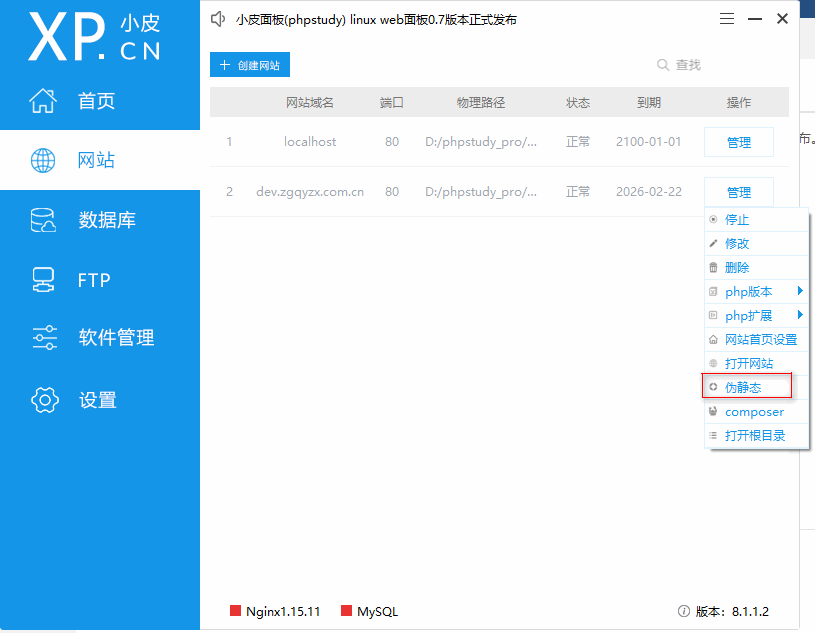 XP.CN 小皮
小皮面板(phpstudy) linux web面板0.7版本正式发布
首页
网站
数据库
FTP
软件管理
设置
创建网站
查找
网站域名 端口 物理路径 状态 到期 操作
1 localhost 80 D:/phpstudy_pro/... 正常 2100-01-01 管理
2 dev.zgqyzx.com.cn 80 D:/phpstudy_pro/... 正常 2026-02-22 管理
停止
修改
删除
php版本
php扩展
网站首页设置
打开网站
伪静态
composer
打开根目录
布。
Nginx1.15.11 MySQL 版本：8.1.1.2